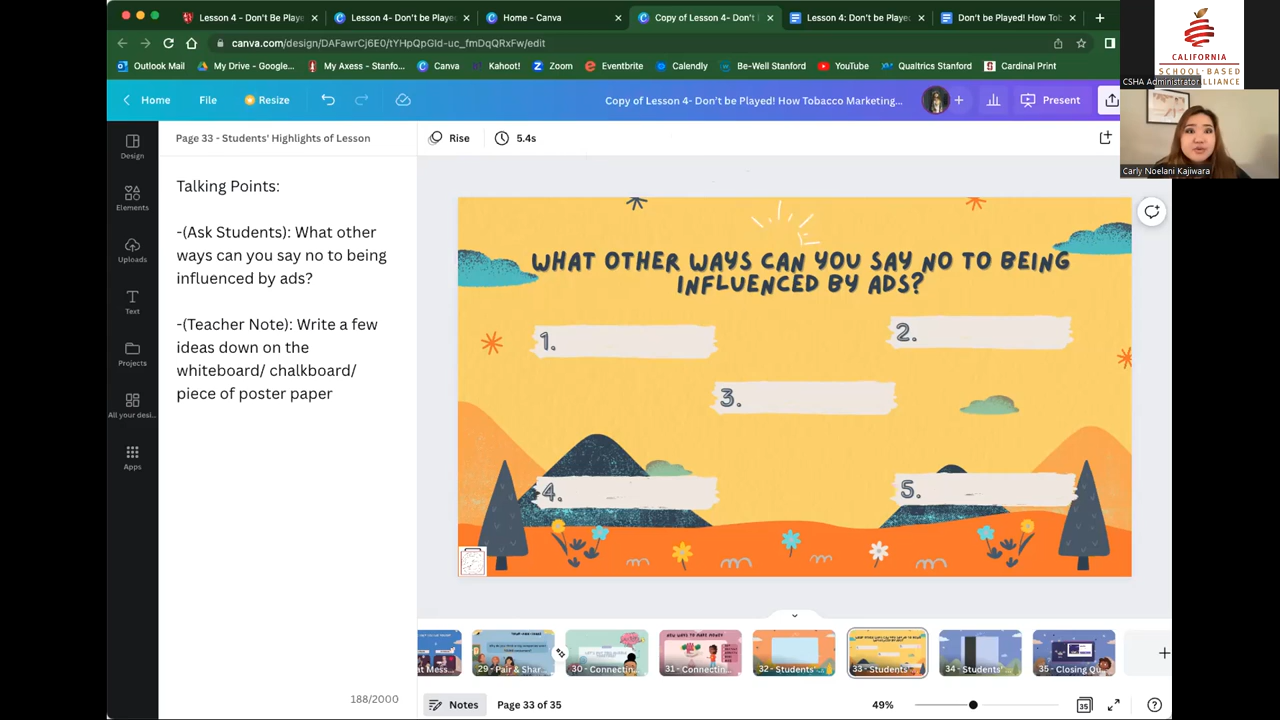 Lesson 4 - Don't Be Playe
Lesson 4- Don't be Played!
Home - Canva
Copy of Lesson 4- Don't
Lesson 4: Don't be Played!
Don't be Played! How Tob
canva.com/design/DAFawrCj6E0/tYHpQpGId-uc_fmDqQRxFw/edit
Outlook Mail
My Drive - Google...
My Axess - Stanfo...
Canva
Kahoot!
Zoom
Eventbrite
Calendly
Be-Well Stanford
YouTube
Qualtrics Stanford
Cardinal Print
CALIFORNIA
CSHA Administrator
Carly Noelani Kajiwara
Home
File
Resize
Copy of Lesson 4- Don't be Played! How Tobacco Marketing...
Present
Page 33 - Students' Highlights of Lesson
Rise
5.4s
Design
Elements
Uploads
Text
Projects
All your desi...
Apps
Talking Points:
-(Ask Students): What other
ways can you say no to being
influenced by ads?
-(Teacher Note): Write a few
ideas down on the
whiteboard/ chalkboard/
piece of poster paper
188/2000
WHAT OTHER WAYS CAN YOU SAY NO TO BEING
INFLUENCED BY ADS?
1.
2.
3.
4.
5.
29 - Pair & Shar...
30 - Connectin...
31 - Connectin...
32 - Students'...
33 - Students'...
34 - Students'...
35 - Closing Qu...
Notes
Page 33 of 35
49%
35